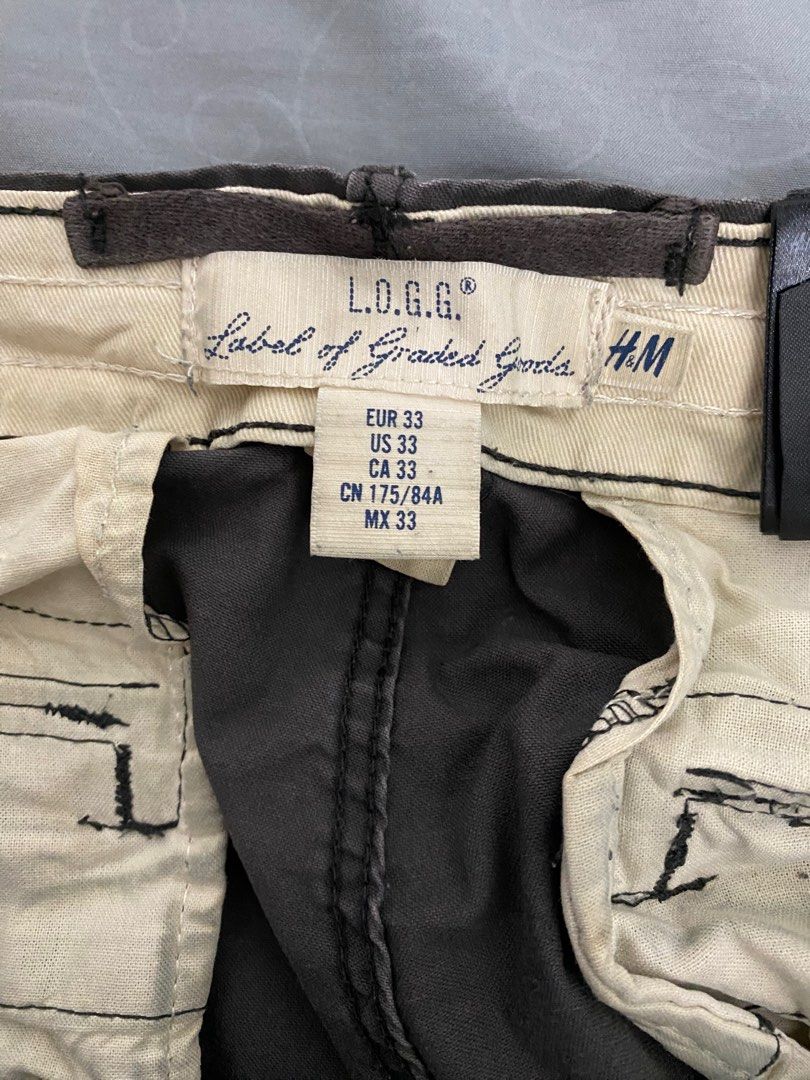 L.O.G.G.®
Label of Graded Goods
H&M
EUR 33
US 33
CA 33
CN 175/84A
MX 33